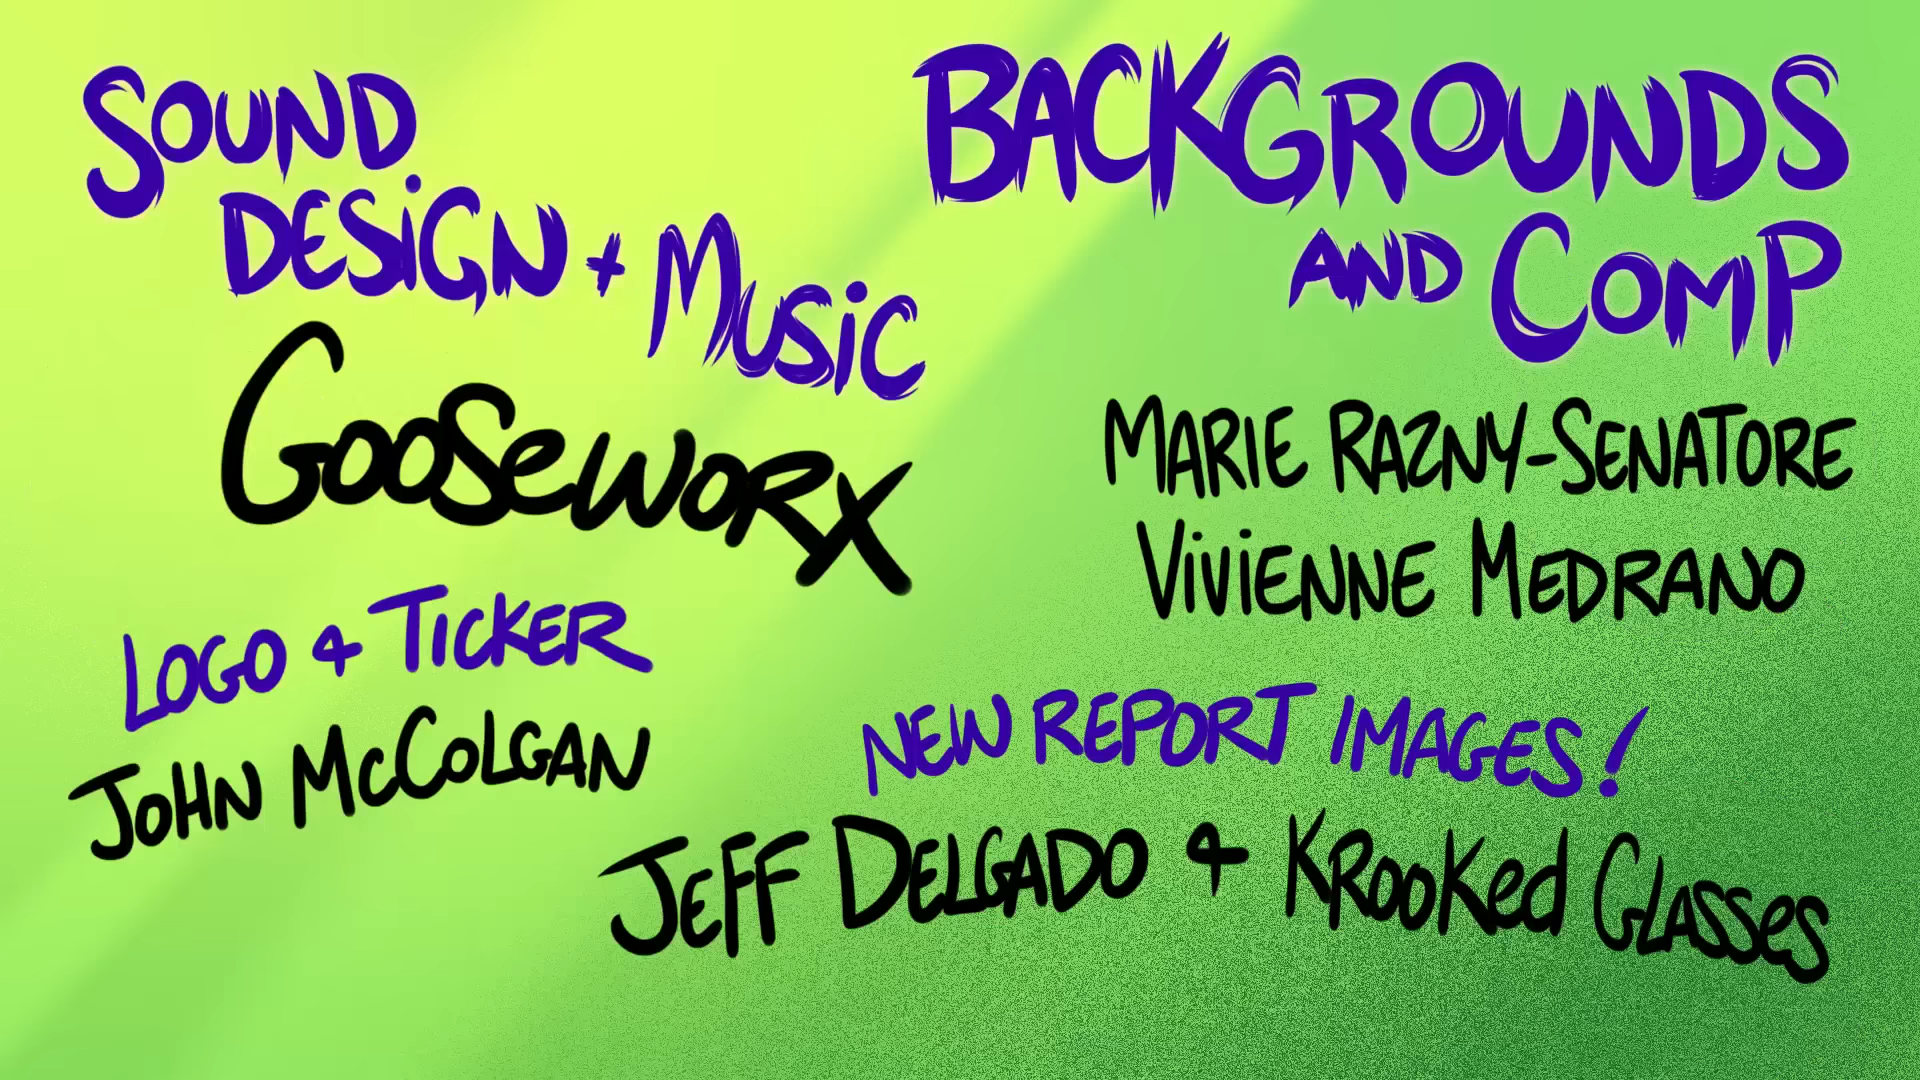 SOUND
DESiGN + MUSiC
GOOSeWORX
LOGO & TICKER
JOHN McCOLGAN
BACKGROUNDS
AND COMP
MARIE RAZNY-SENATORE
ViViENNE MEDRANO
NEW REPORT IMAGES!
JEFF DELGADO & KROOKed GLASSeS